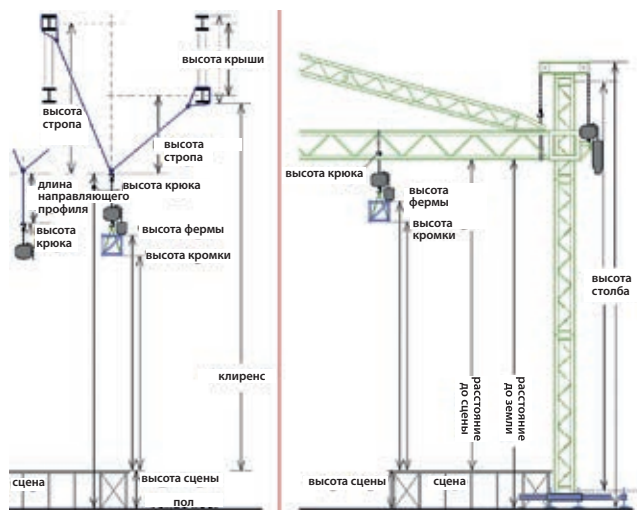 высота крыши
высота
стропа
высота
стропа
длина
направляющего
профиля
высота крюка
высота
крюка
высота фермы
высота кромки
клиренс
сцена
высота сцены
пол
высота крюка
высота
фермы
высота
кромки
высота
столба
расстояние
до сцены
расстояние
до земли
высота сцены
сцена